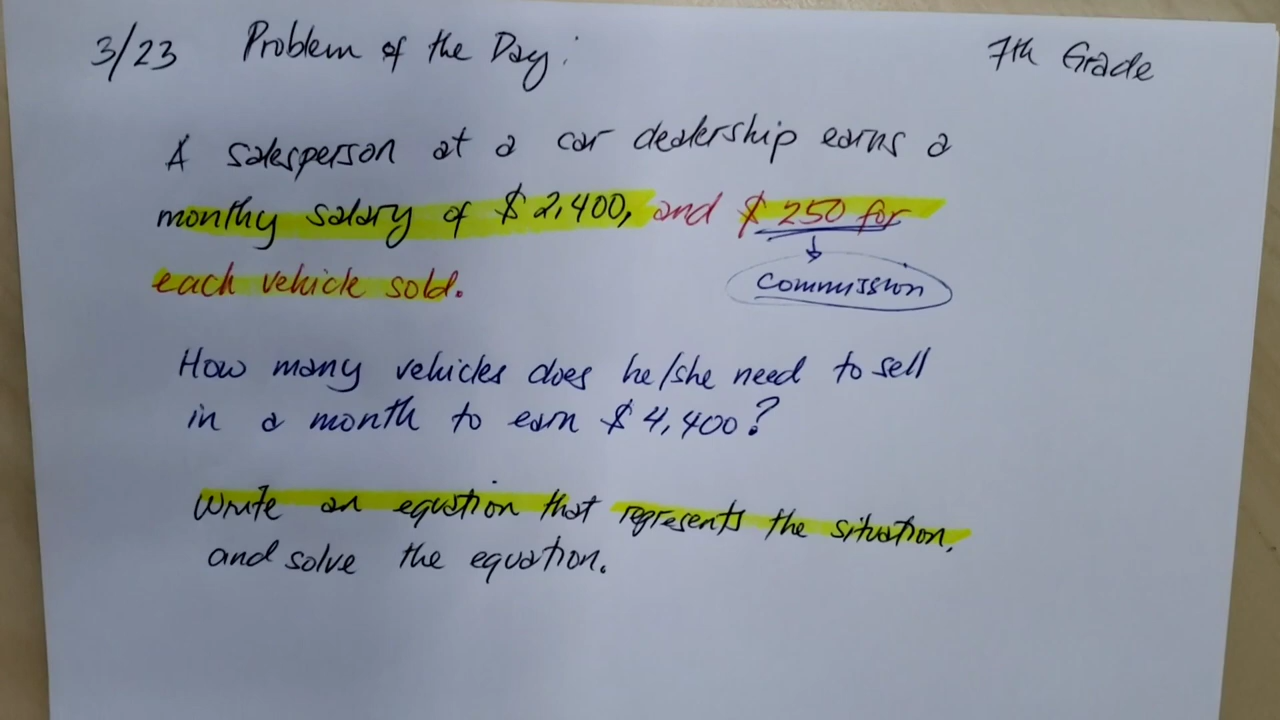 3/23 Problem of the Day:
7th Grade
A salesperson at a car dealership earns a
monthy salary of $2,400, and $250 for
each vehicle sold.
Commission
How many vehicles does he/she need to sell
in a month to earn $4,400?
Write an equation that represents the situation,
and solve the equation.